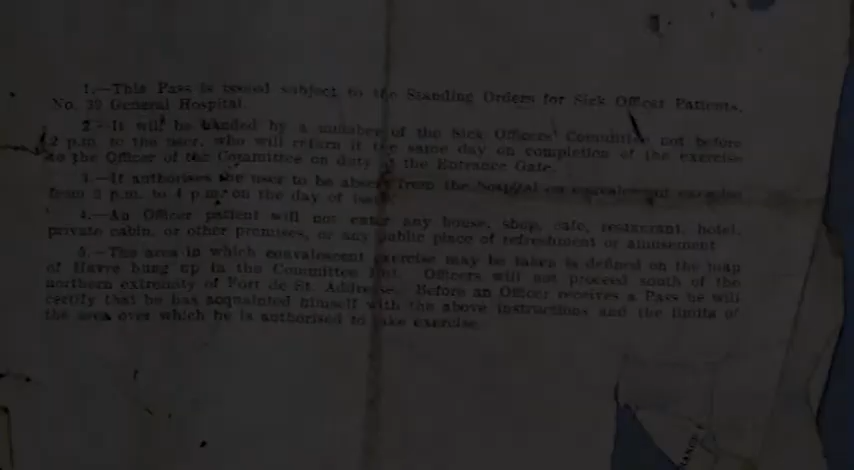 1.—This Pass is issued subject to the Standing Orders for Sick Officer Patients,
No. 39 General Hospital.
2.—It will be handed by a member of the Sick Officers' Committee not before
2 p.m. to the user, who will return it the same day on completion of the exercise
to the Officer of the Committee on duty at the Entrance Gate.
3.—It authorises the user to be absent from the hospital on convalescent exercise
from 2 p.m. to 4 p.m. on the day of issue.
4.—An Officer patient will not enter any house, shop, cafe, restaurant, hotel,
private cabin, or other premises, or any public place of refreshment or amusement
5.—The area in which convalescent exercise may be taken is defined on the map
of Havre hung up in the Committee Hut. Officers will not proceed south of the
northern extremity of Fort de St. Addresse. Before an Officer receives a Pass he will
certify that he has acquainted himself with the above instructions and the limits of
the area over which he is authorised to take exercise.